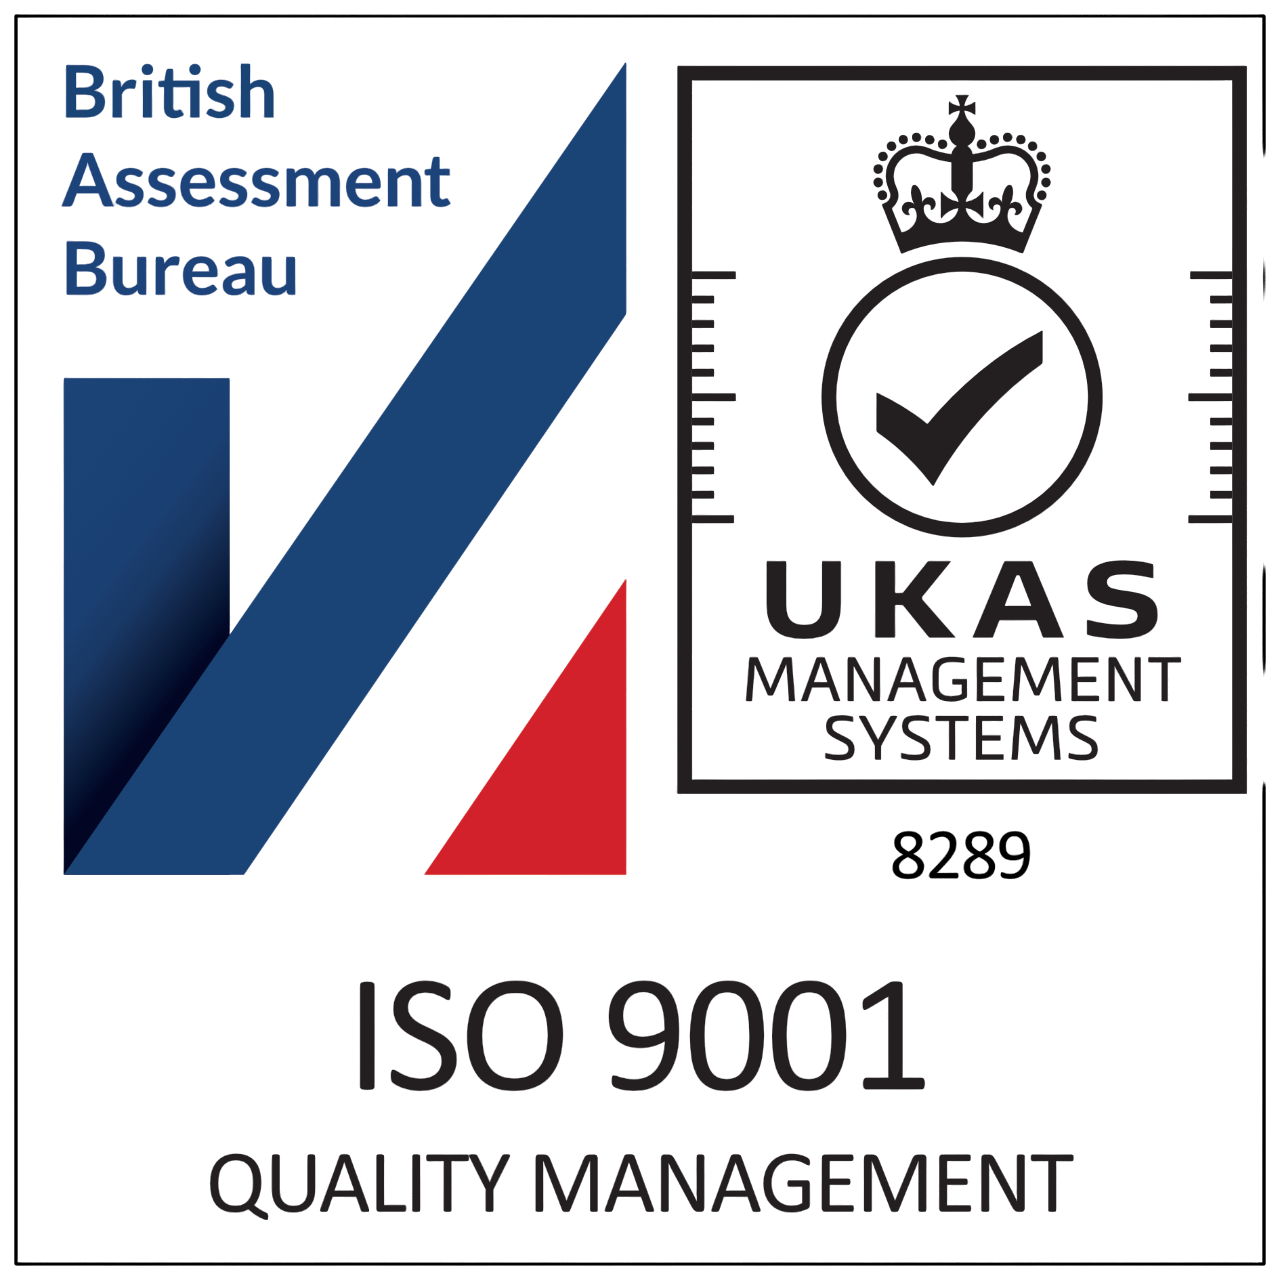 British
Assessment
Bureau
UKAS
MANAGEMENT
SYSTEMS
8289
ISO 9001
QUALITY MANAGEMENT